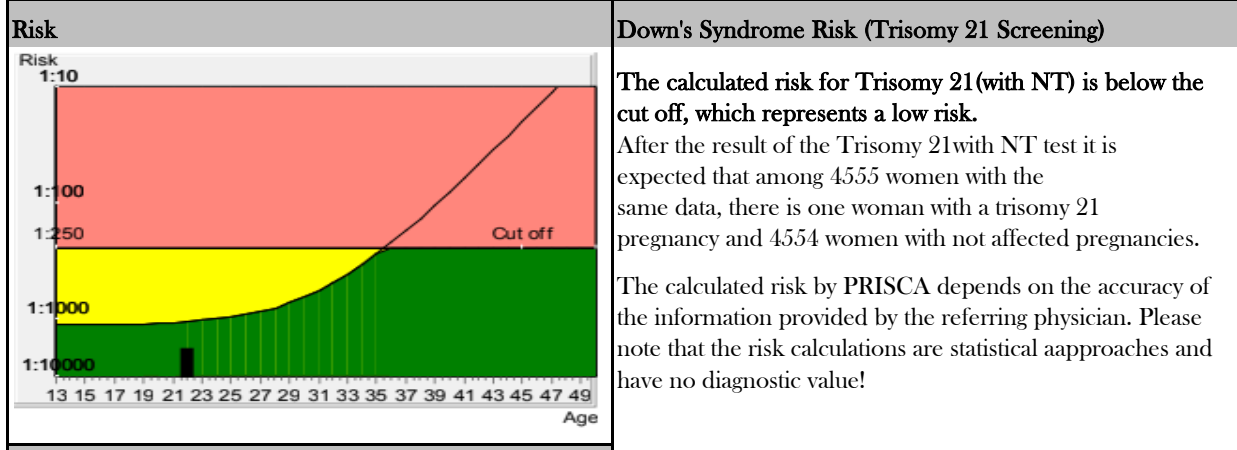 Risk
Risk
1:10
1:100
1:250
Cut off
1:1000
1:10000
13 15 17 19 21 23 25 27 29 31 33 35 37 39 41 43 45 47 49
Age
Down's Syndrome Risk (Trisomy 21 Screening)
The calculated risk for Trisomy 21(with NT) is below the
cut off, which represents a low risk.
After the result of the Trisomy 21with NT test it is
expected that among 4555 women with the
same data, there is one woman with a trisomy 21
pregnancy and 4554 women with not affected pregnancies.
The calculated risk by PRISCA depends on the accuracy of
the information provided by the referring physician. Please
note that the risk calculations are statistical aapproaches and
have no diagnostic value!